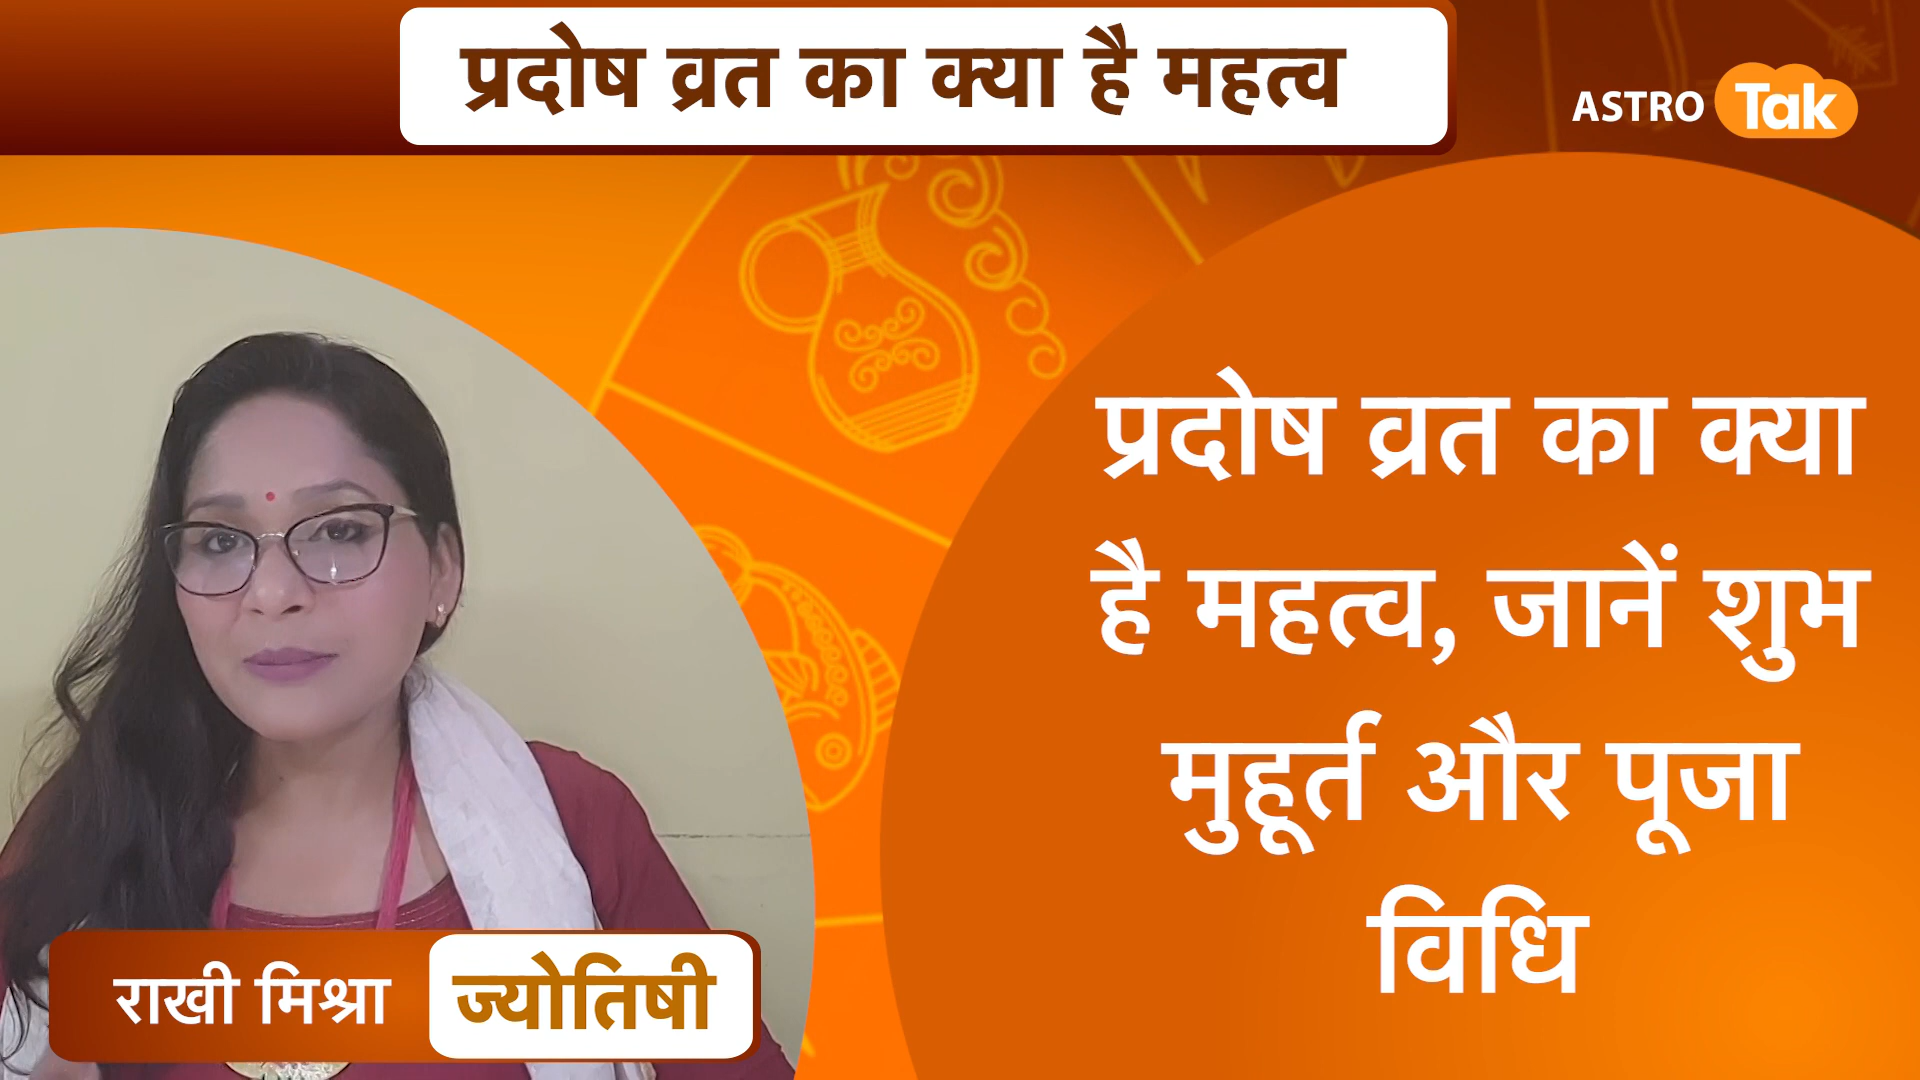 प्रदोष व्रत का क्या है महत्व
ASTRO Tak
प्रदोष व्रत का क्या
है महत्व, जानें शुभ
मुहूर्त और पूजा
विधि
राखी मिश्रा ज्योतिषी